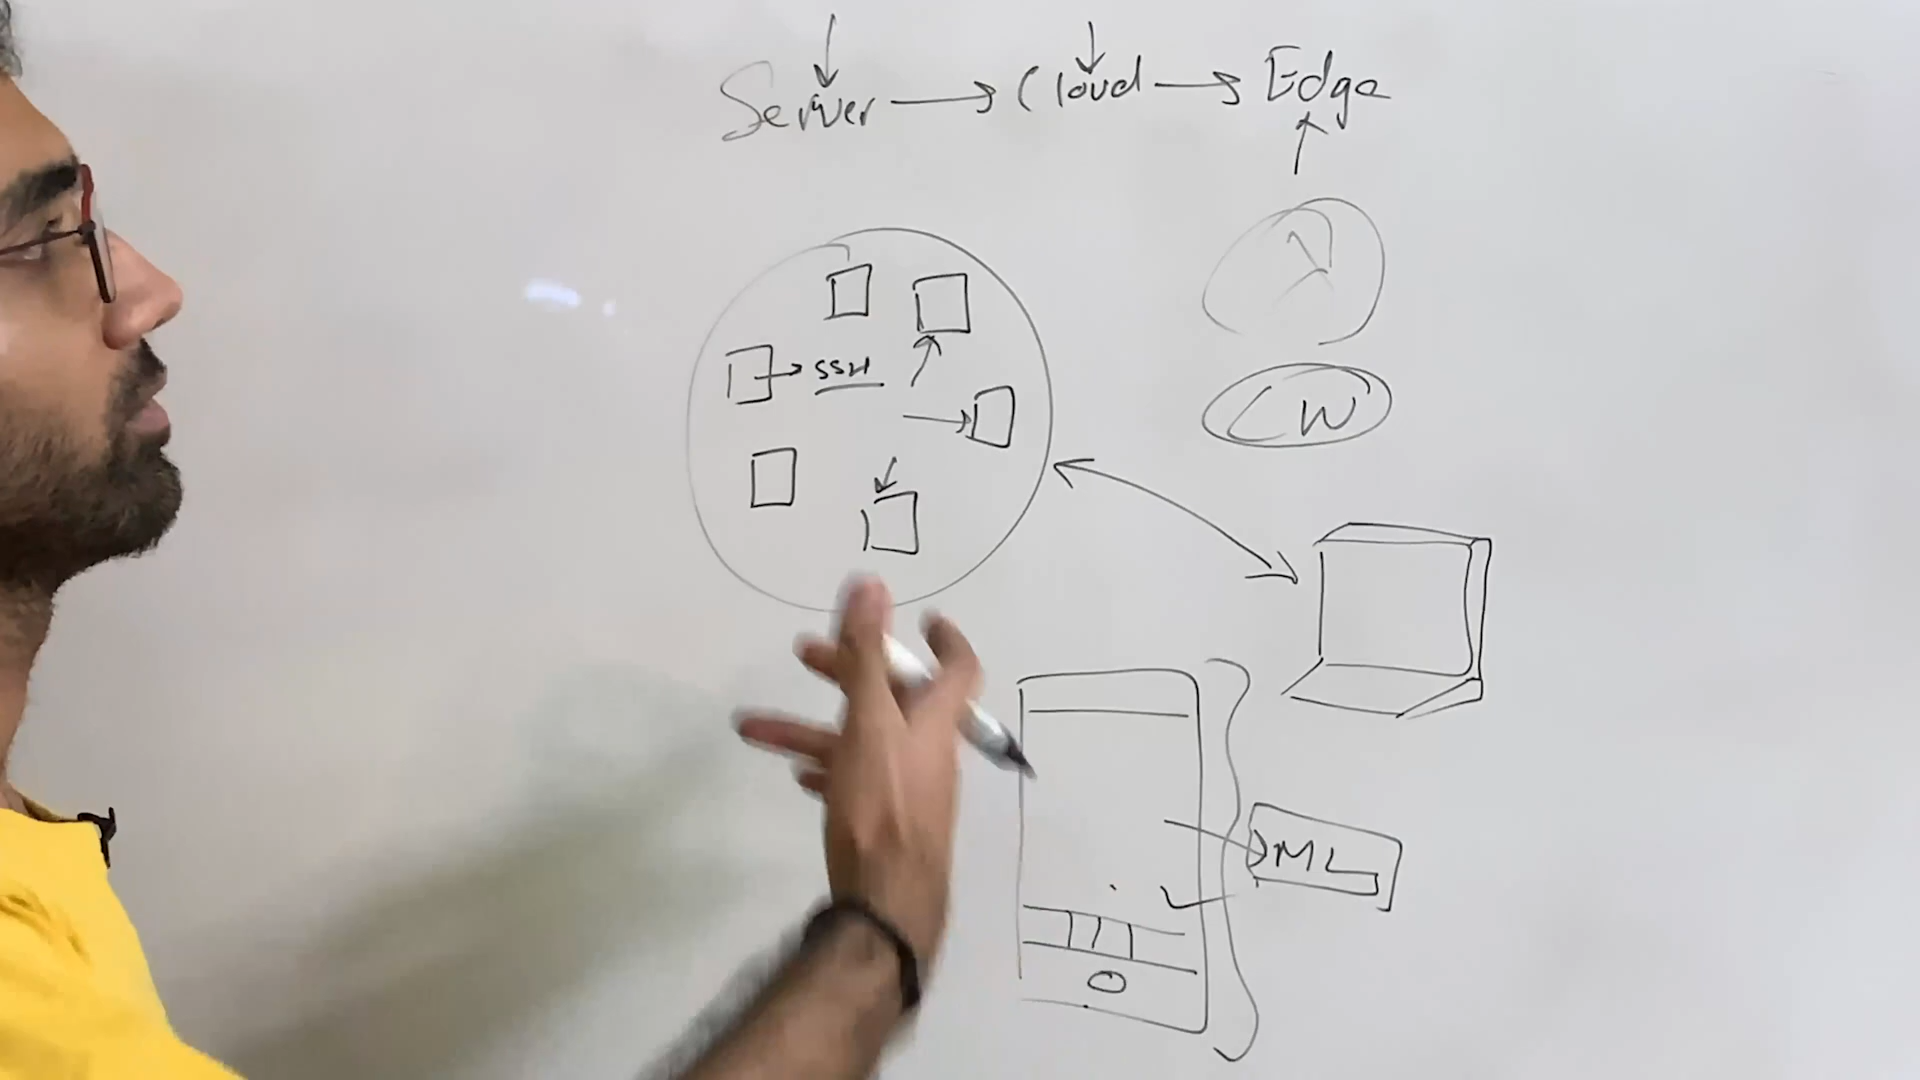 Server → Cloud → Edge
SSH
CW
ML